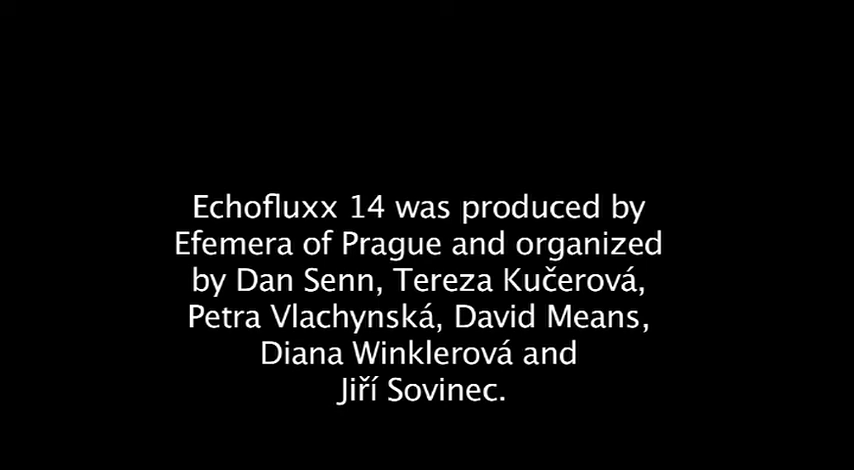 Echofluxx 14 was produced by
Efemera of Prague and organized
by Dan Senn, Tereza Kučerová,
Petra Vlachynská, David Means,
Diana Winklerová and
Jiří Sovinec.